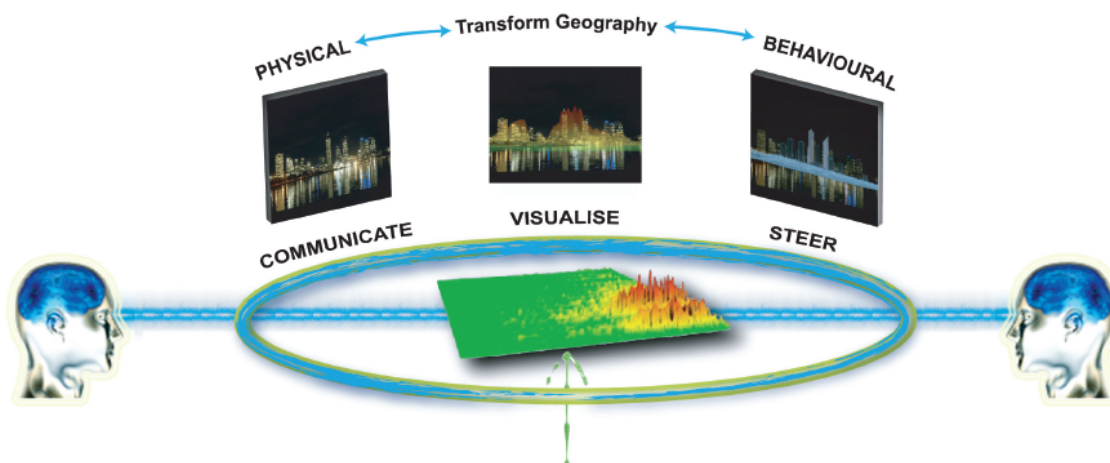 Transform Geography
PHYSICAL
BEHAVIOURAL
COMMUNICATE
VISUALISE
STEER